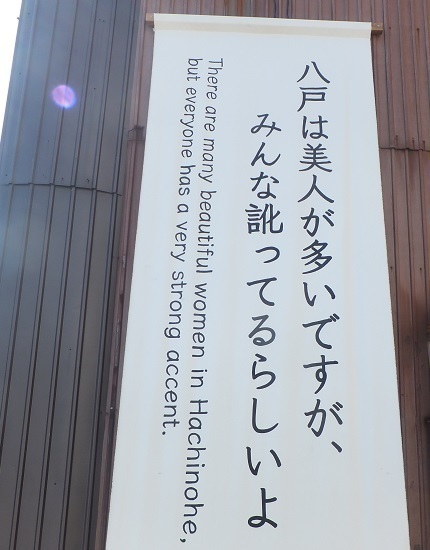 八戸は美人が多いですが、
みんな訛ってるらしいよ
There are many beautiful women in Hachinohe,
but everyone has a very strong accent.